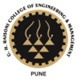 G. H. RAISONI COLLEGE OF ENGINEERING & MANAGEMENT
PUNE